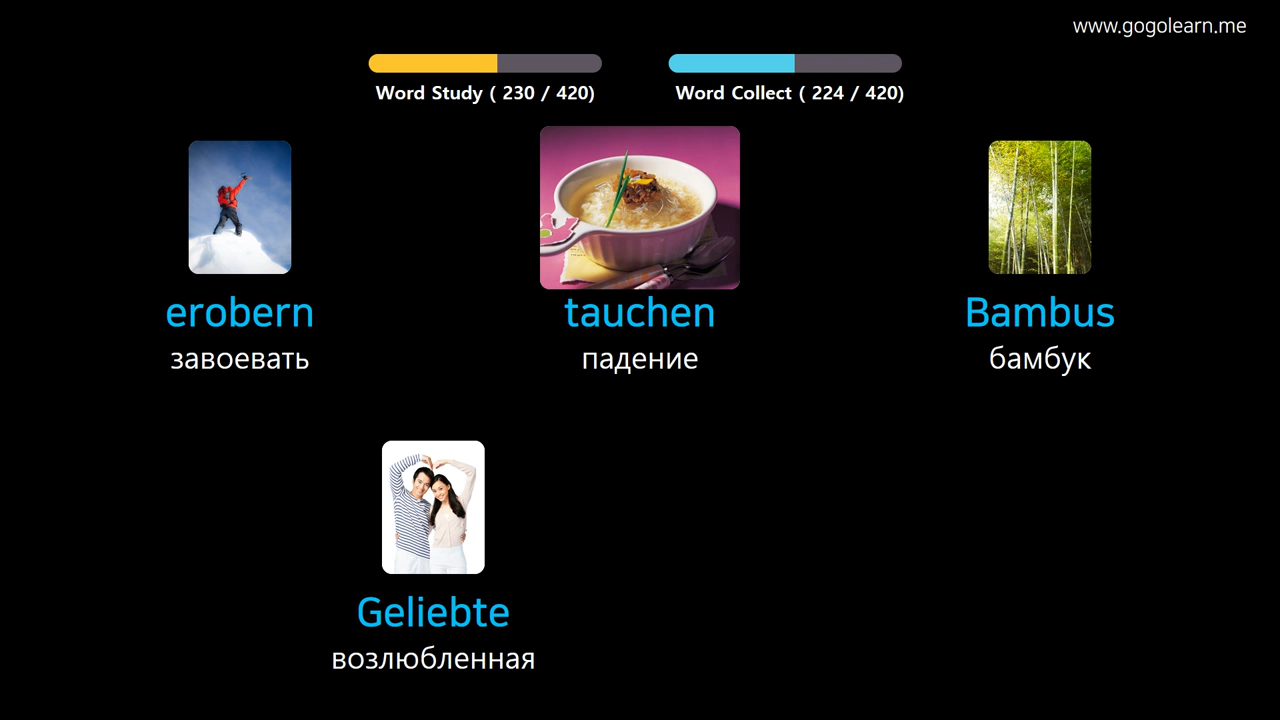 www.gogolearn.me
Word Study ( 230 / 420)
Word Collect ( 224 / 420)
erobern
завоевать
tauchen
падение
Bambus
бамбук
Geliebte
возлюбленная